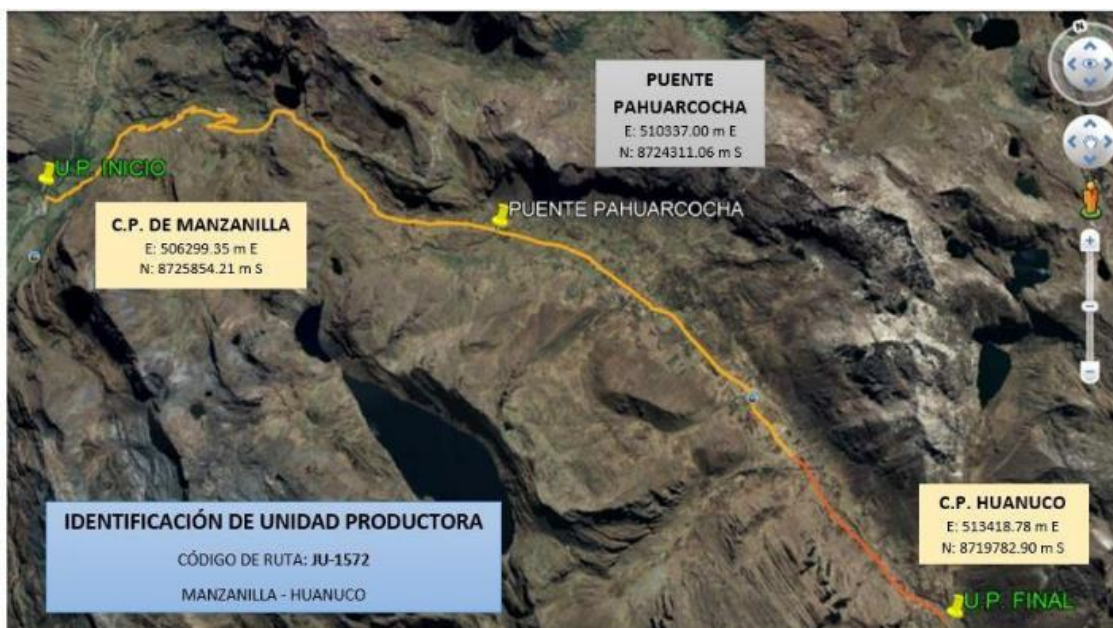 N
PUENTE
PAHUARCOCHA
E: 510337.00 m E
N: 8724311.06 m S
U.P. INICIO
PUENTE PAHUARCOCHA
C.P. DE MANZANILLA
E: 506299.35 m E
N: 8725854.21 m S
C.P. HUANUCO
E: 513418.78 m E
N: 8719782.90 m S
IDENTIFICACIÓN DE UNIDAD PRODUCTORA
CÓDIGO DE RUTA: JU-1572
MANZANILLA - HUANUCO
U.P. FINAL